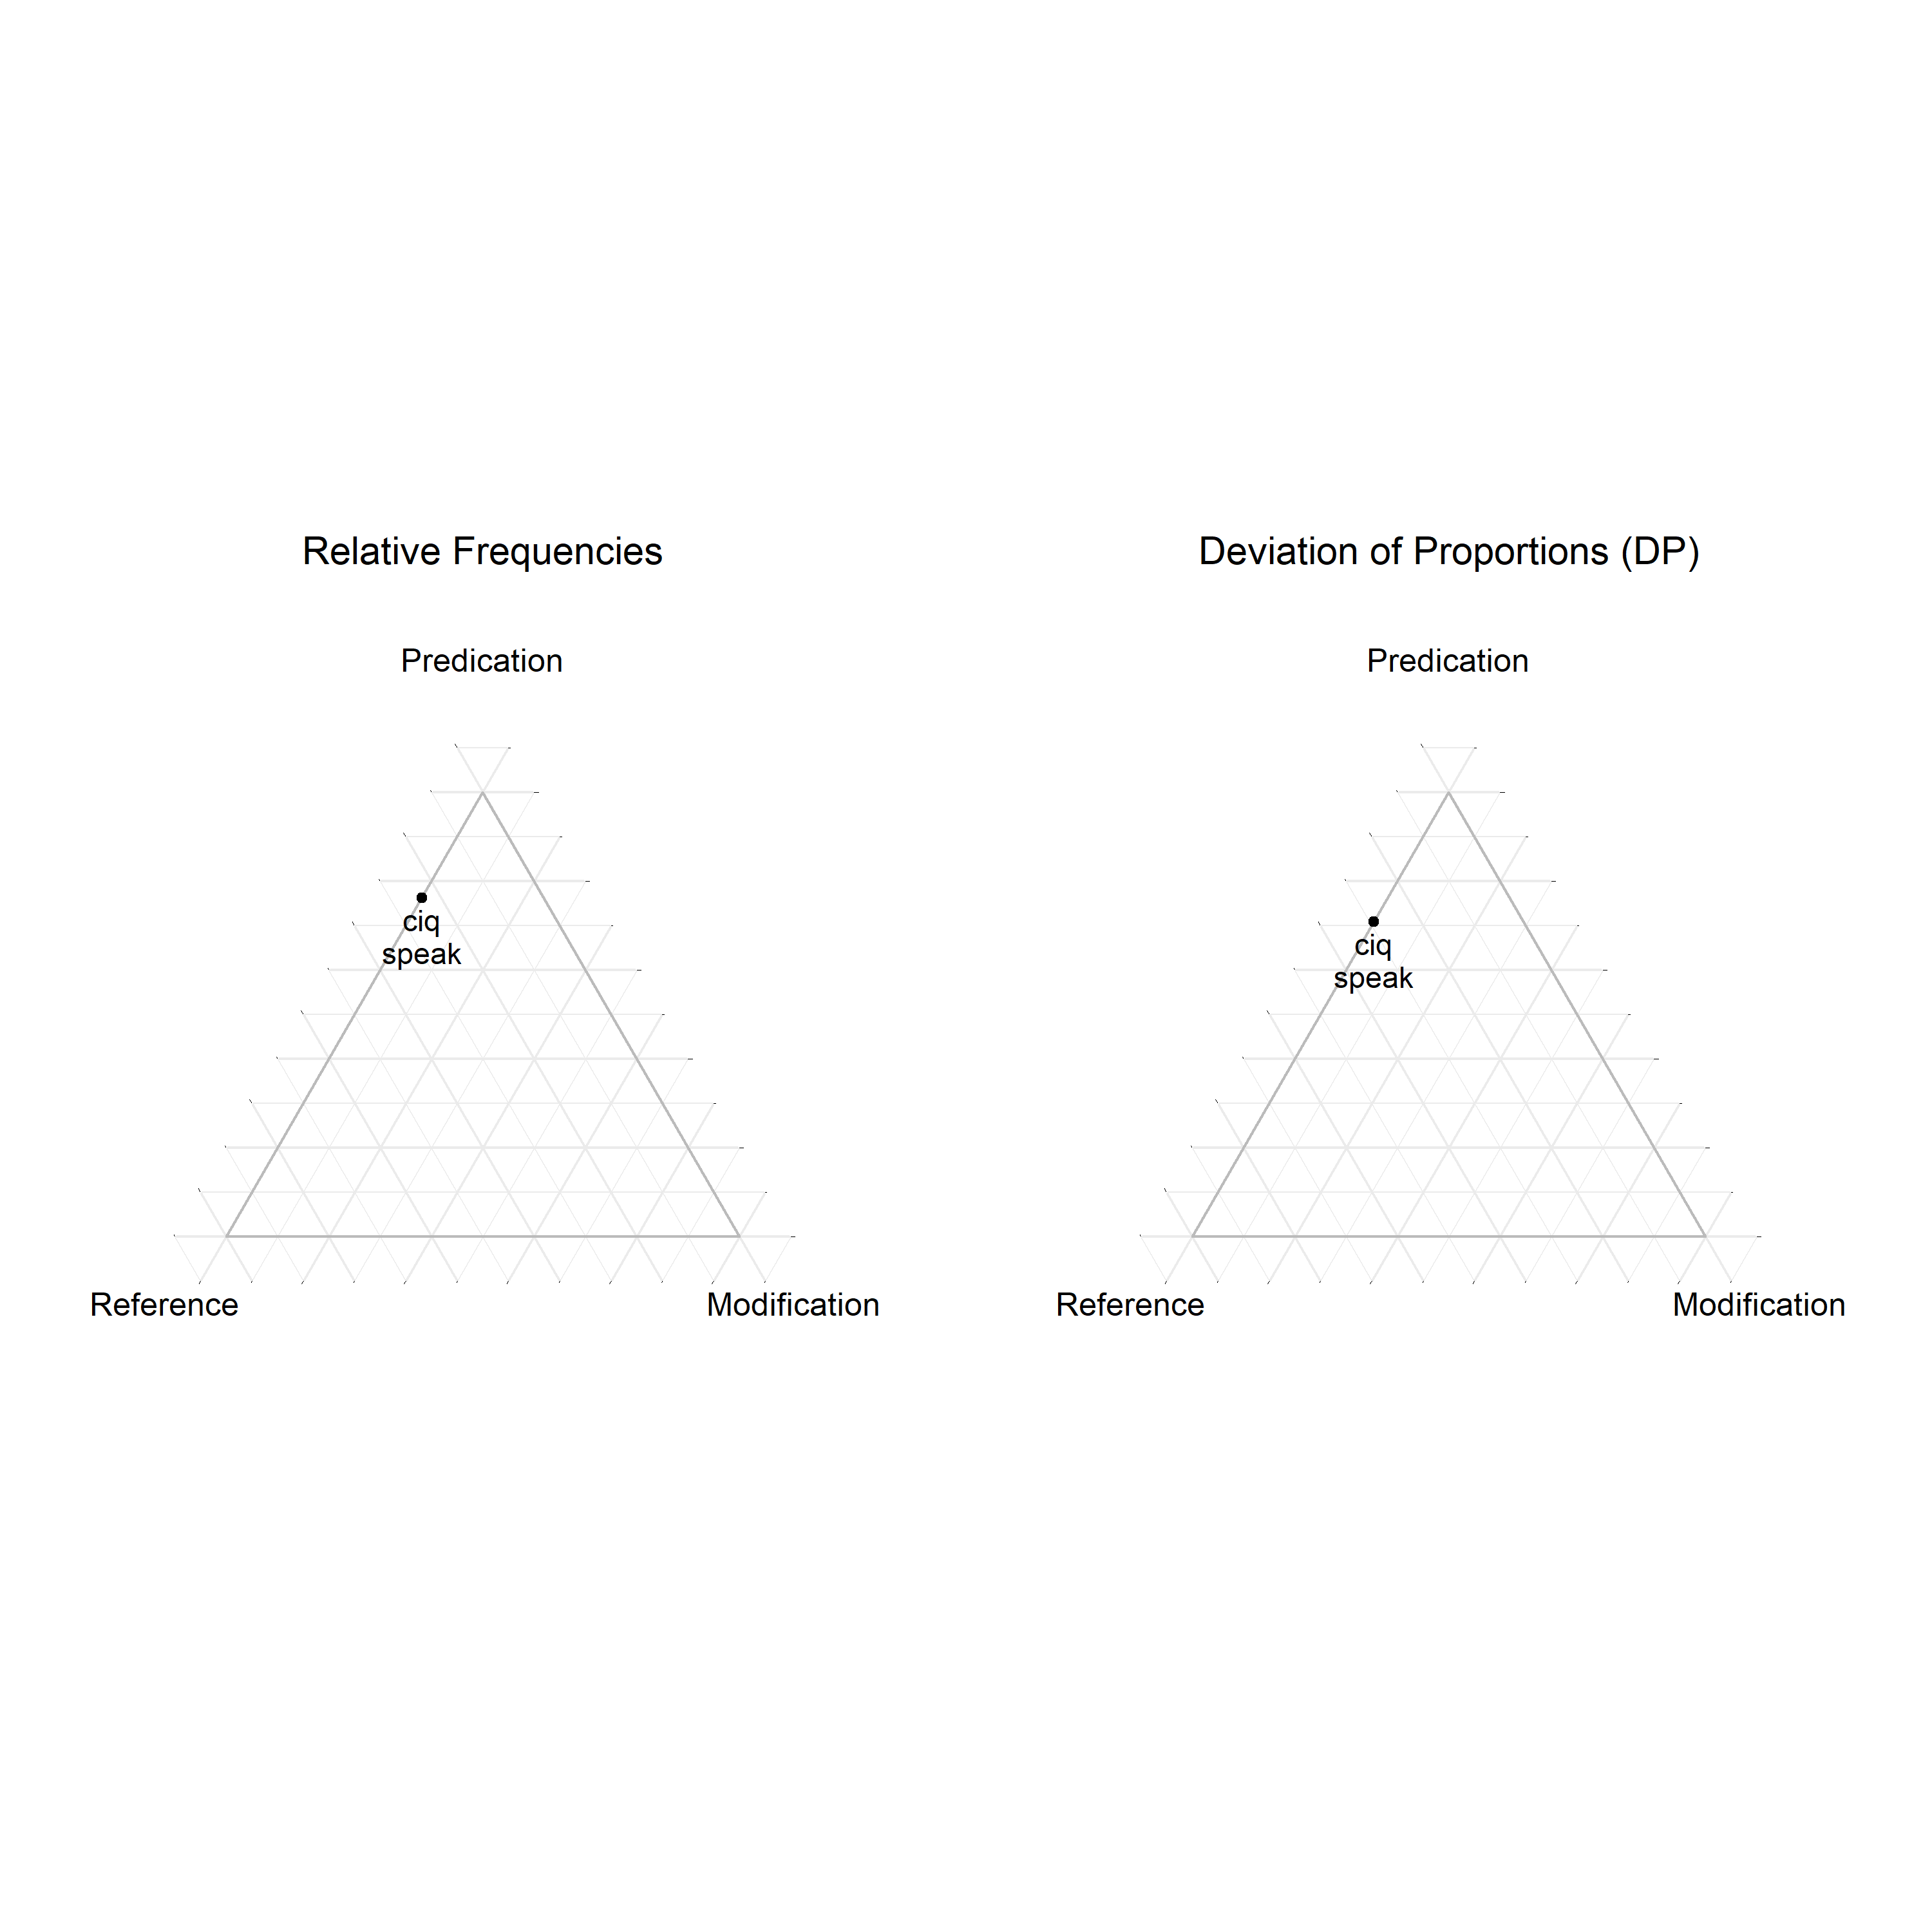 Relative Frequencies
Predication
ciq
speak
Reference
Modification
Deviation of Proportions (DP)
Predication
ciq
speak
Reference
Modification